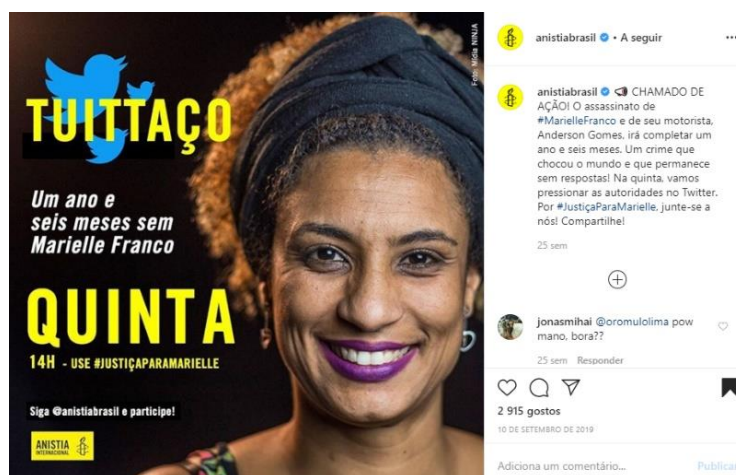 Foto: Mídia NINJA
TUITTAÇO
Um ano e
seis meses sem
Marielle Franco
QUINTA
14H - USE #JUSTIÇAPARAMARIELLE
Siga @anistiabrasil e participe!
ANISTIA
INTERNACIONAL
anistiabrasil • A seguir
anistiabrasil CHAMADO DE
AÇÃO! O assassinato de
#MarielleFranco e de seu motorista,
Anderson Gomes, irá completar um
ano e seis meses. Um crime que
chocou o mundo e que permanece
sem respostas! Na quinta, vamos
pressionar as autoridades no Twitter.
Por #JustiçaParaMarielle, junte-se a
nós! Compartilhe!
25 sem
jonasmihai @oromulolima pow
mano, bora??
25 sem Responder
2 915 gostos
10 DE SETEMBRO DE 2019
Adiciona um comentário... Publicar